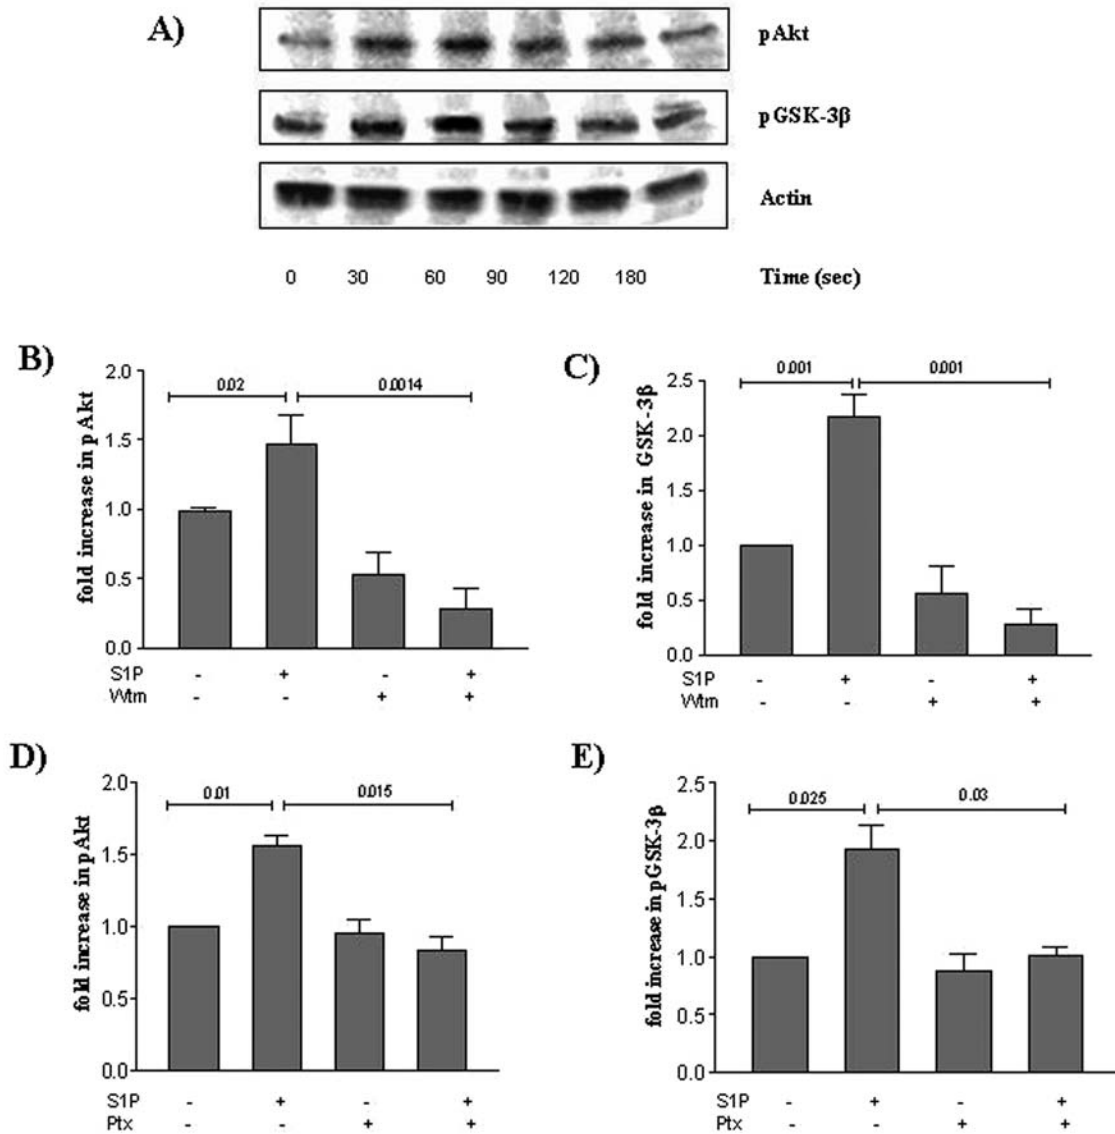 A)
pAkt
pGSK-3β
Actin
0 30 60 90 120 180 Time (sec)
B)
fold increase in pAkt
2.0
1.5
1.0
0.5
0.0
0.02 0.0014
S1P - + - +
Wtm - - + +
C)
fold increase in GSK-3β
2.5
2.0
1.5
1.0
0.5
0.0
0.001 0.001
S1P - + - +
Wtm - - + +
D)
fold increase in pAkt
2.0
1.5
1.0
0.5
0.0
0.01 0.015
S1P - + - +
Ptx - - + +
E)
fold increase in pGSK-3β
2.5
2.0
1.5
1.0
0.5
0.0
0.025 0.03
S1P - + - +
Ptx - - + +